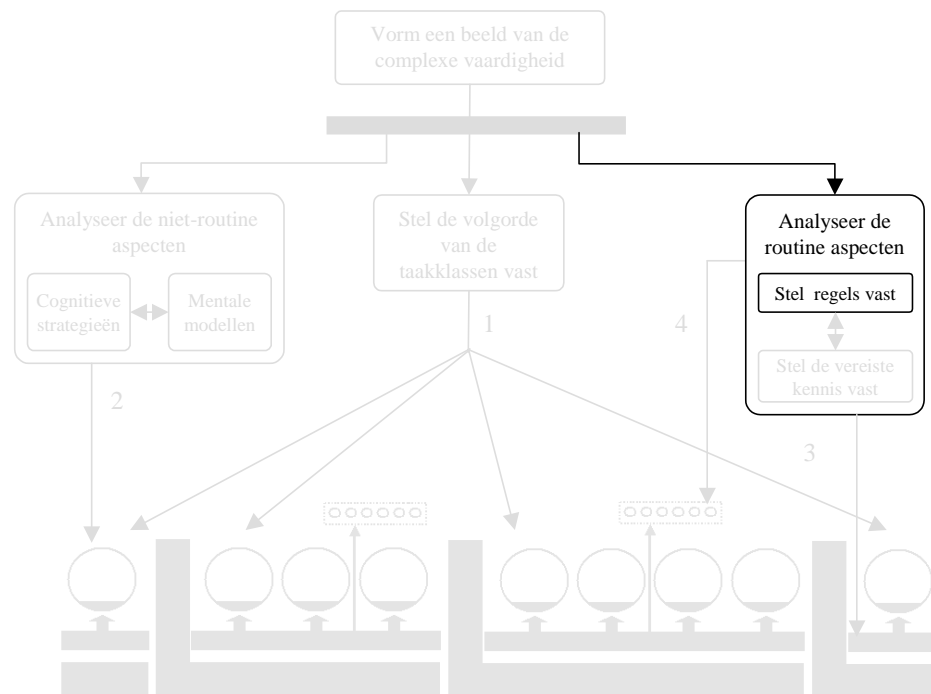 Vorm een beeld van de
complexe vaardigheid
Analyseer de niet-routine
aspecten
Cognitieve
strategieën
Mentale
modellen
2
Stel de volgorde
van de
taakklassen vast
1
4
Analyseer de
routine aspecten
Stel regels vast
Stel de vereiste
kennis vast
3